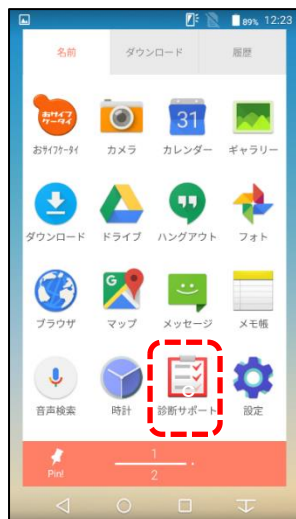 89% 12:23
名前 ダウンロード 履歴
おサイフケータイ 31 G
おサイフケータイ カメラ カレンダー ギャラリー
ダウンロード ドライブ ハングアウト フォト
ブラウザ マップ メッセージ メモ帳
音声検索 時計 診断サポート 設定
Pin!
1
2